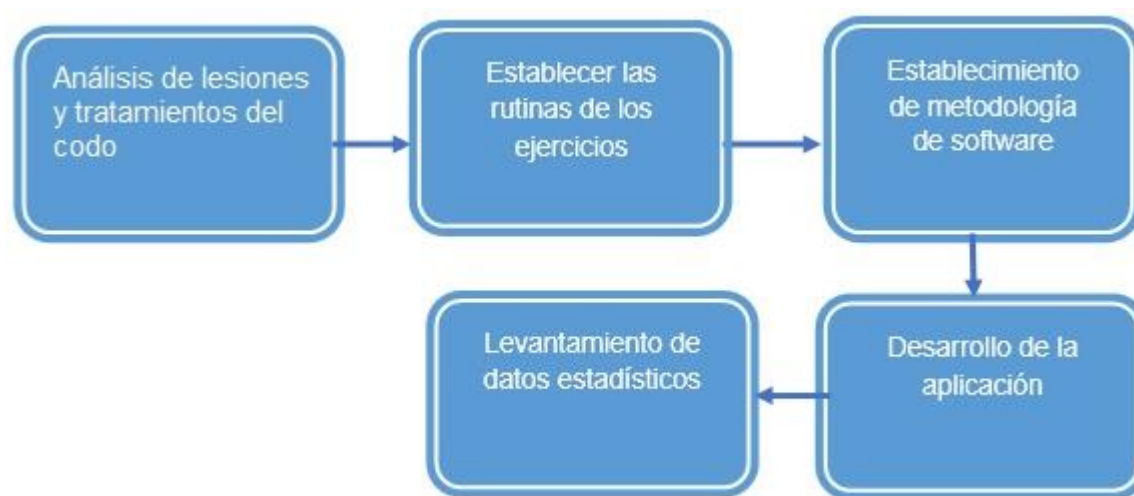 Análisis de lesiones
y tratamientos del
codo
Establecer las
rutinas de los
ejercicios
Establecimiento
de metodología
de software
Desarrollo de la
aplicación
Levantamiento de
datos estadísticos